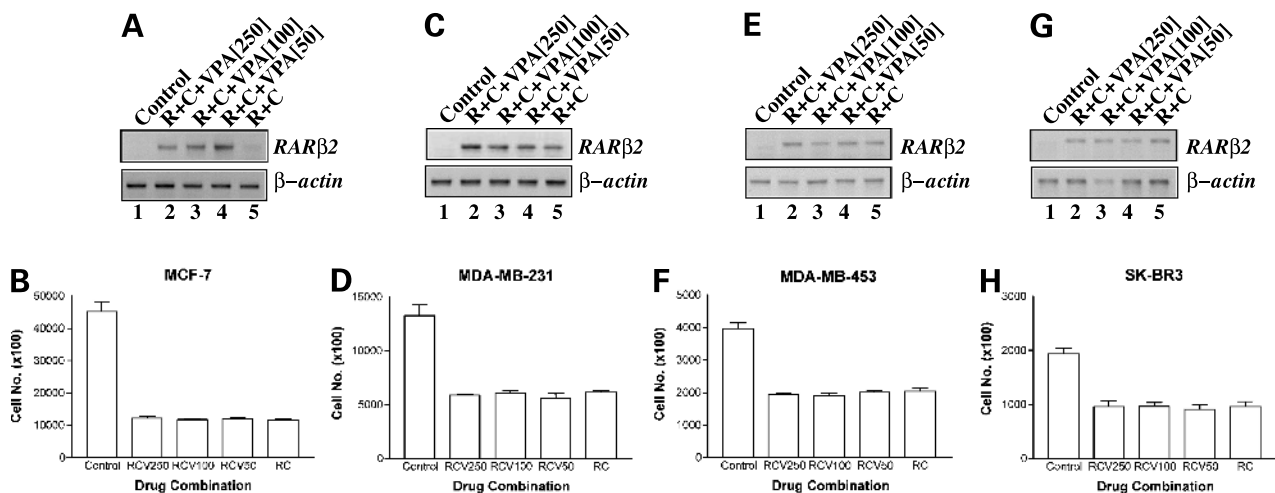 A
Control
R+C+VPA[250]
R+C+VPA[100]
R+C+VPA[50]
R+C
RARβ2
β-actin
1 2 3 4 5
C
Control
R+C+VPA[250]
R+C+VPA[100]
R+C+VPA[50]
R+C
RARβ2
β-actin
1 2 3 4 5
E
Control
R+C+VPA[250]
R+C+VPA[100]
R+C+VPA[50]
R+C
RARβ2
β-actin
1 2 3 4 5
G
Control
R+C+VPA[250]
R+C+VPA[100]
R+C+VPA[50]
R+C
RARβ2
β-actin
1 2 3 4 5
B
MCF-7
Cell No. (x100)
50000
40000
30000
20000
10000
0
Control RCV250 RCV100 RCV50 RC
Drug Combination
D
MDA-MB-231
Cell No. (x100)
15000
10000
5000
0
Control RCV250 RCV100 RCV50 RC
Drug Combination
F
MDA-MB-453
Cell No. (x100)
5000
4000
3000
2000
1000
0
Control RCV250 RCV100 RCV50 RC
Drug Combination
H
SK-BR3
Cell No. (x100)
3000
2000
1000
0
Control RCV250 RCV100 RCV50 RC
Drug Combination